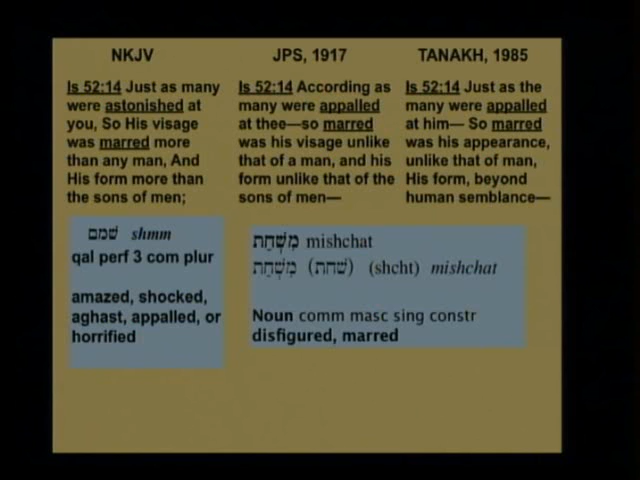 NKJV
Is 52:14 Just as many
were astonished at
you, So His visage
was marred more
than any man, And
His form more than
the sons of men;
JPS, 1917
Is 52:14 According as
many were appalled
at thee—so marred
was his visage unlike
that of a man, and his
form unlike that of the
sons of men—
TANAKH, 1985
Is 52:14 Just as the
many were appalled
at him— So marred
was his appearance,
unlike that of man,
His form, beyond
human semblance—
שׁמם shmm
qal perf 3 com plur
amazed, shocked,
aghast, appalled, or
horrified
מִשְׁחַת mishchat
מִשְׁחַת (שׁחת) (shcht) mishchat
Noun comm masc sing constr
disfigured, marred